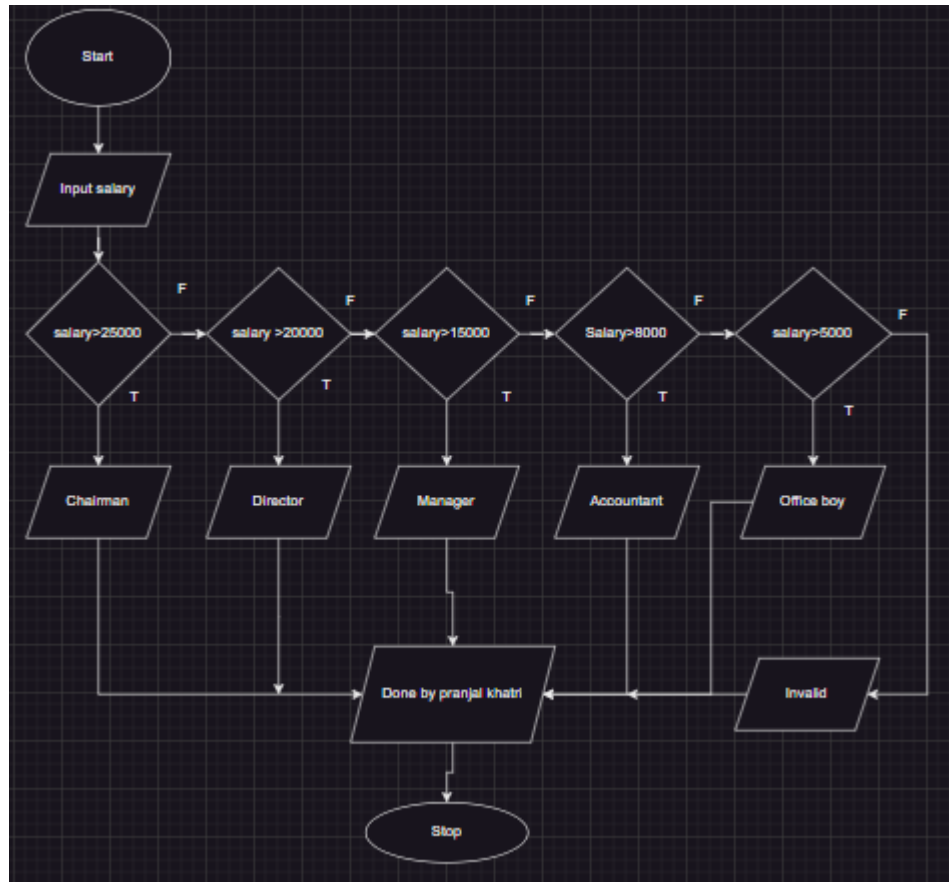 Start
Input salary
F
F
F
F
F
salary>25000
salary >20000
salary>15000
Salary>8000
salary>5000
T
T
T
T
T
Chairman
Director
Manager
Accountant
Office boy
Done by pranjal khatri
Invalid
Stop